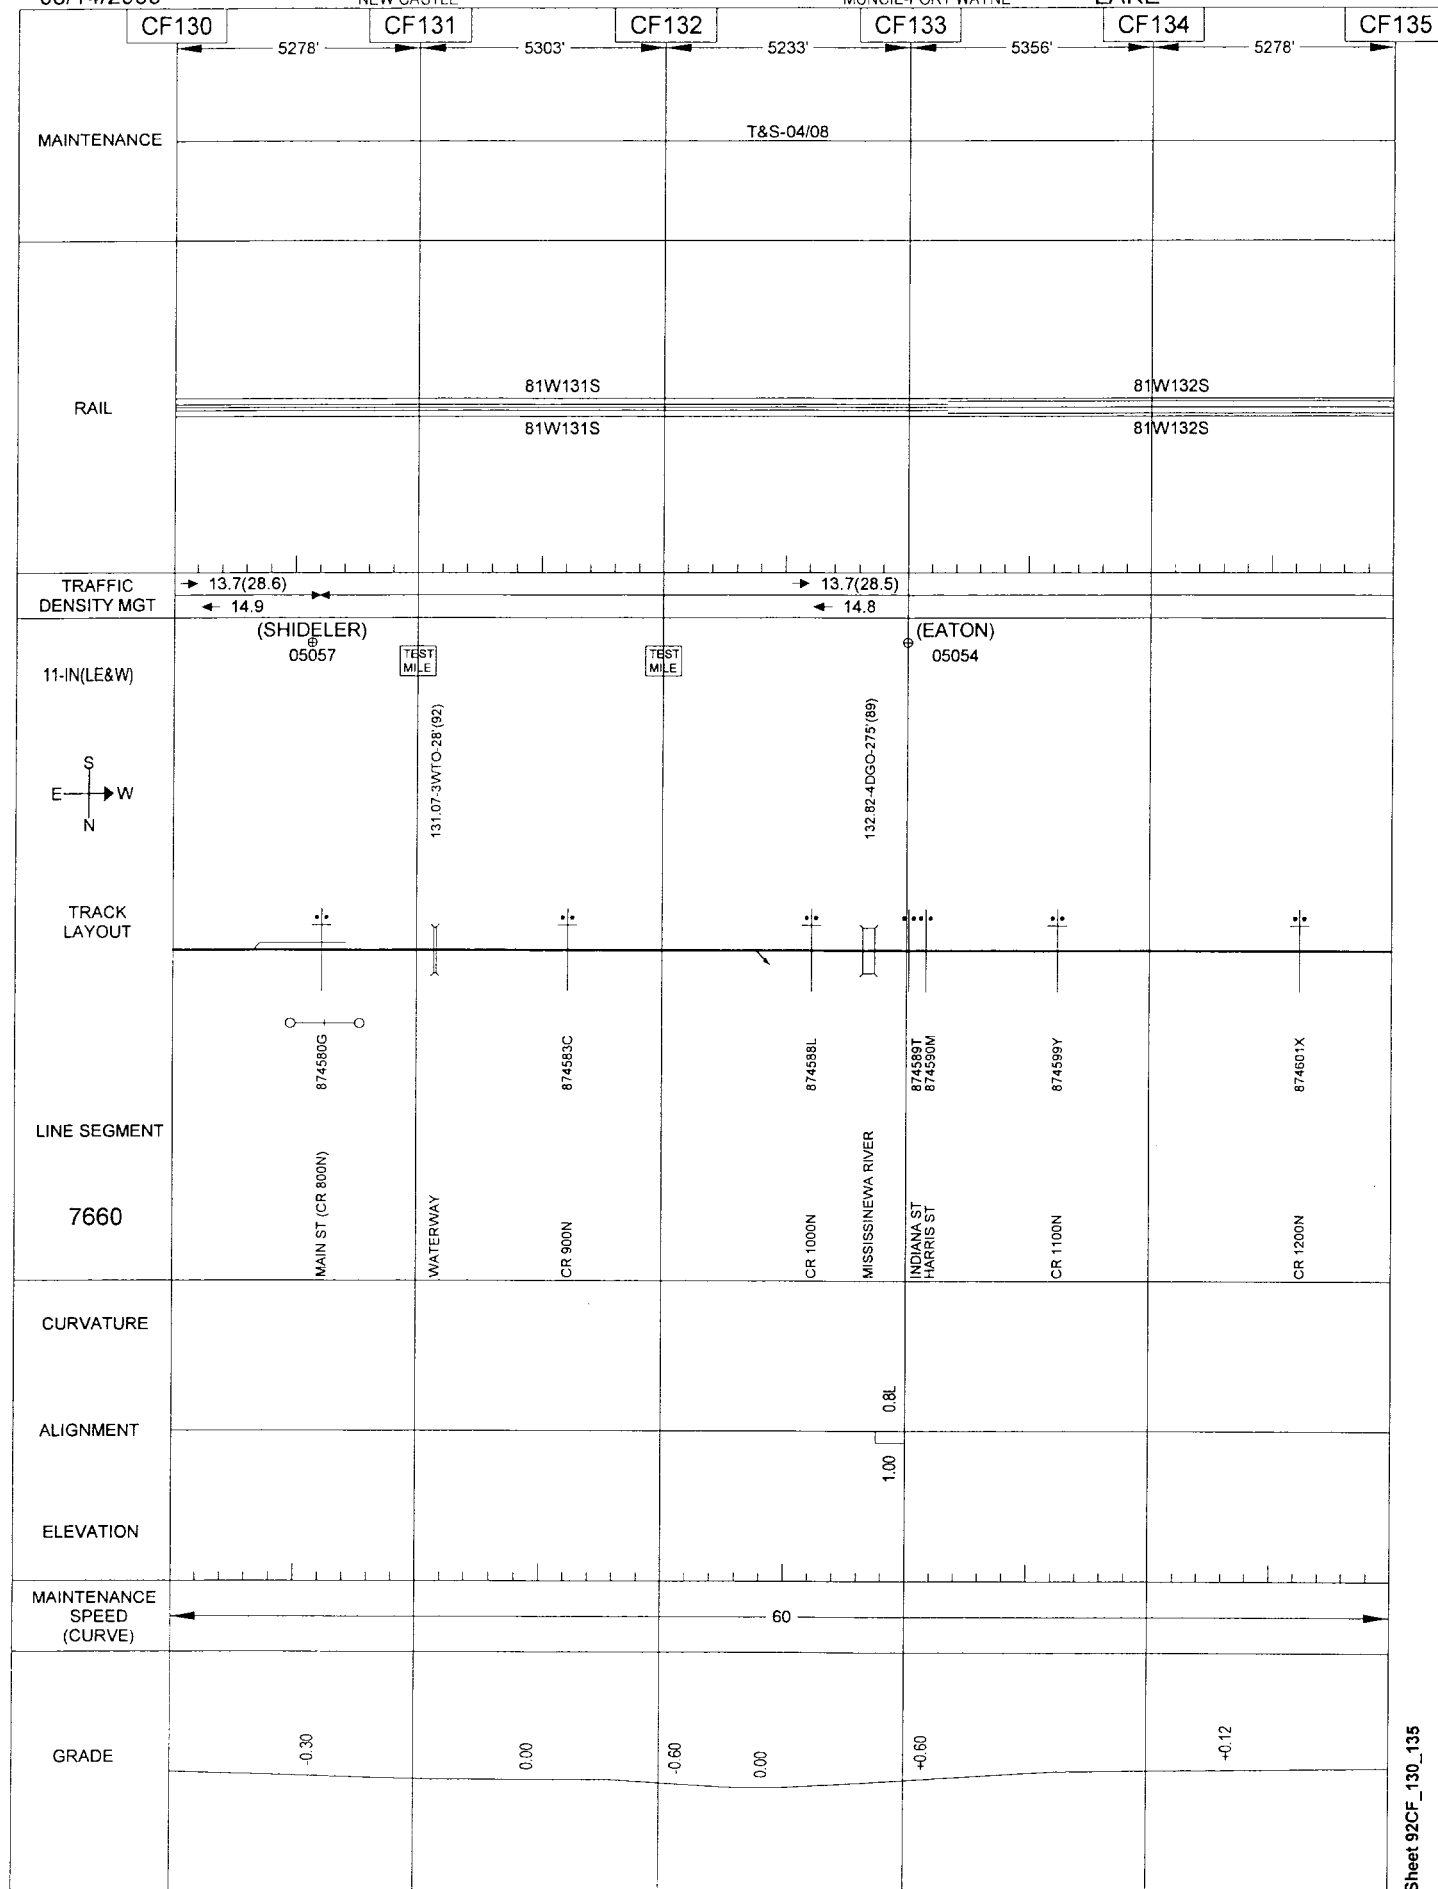 NEW CASTLE
LAKE
CF130 CF131 CF132 CF133 CF134 CF135
5278' 5303' 5233' 5356' 5278'
MAINTENANCE
T&S-04/08
RAIL
81W131S 81W132S
81W131S 81W132S
TRAFFIC
DENSITY MGT
13.7(28.6) 13.7(28.5)
14.9 14.8
(SHIDELER) (EATON)
05057 05054
TEST
MILE
TEST
MILE
11-IN(LE&W)
131.07-3WTO-28'(92)
132.82-4DGO-275'(89)
S
E W
N
TRACK
LAYOUT
874580G
874583C
874588L
874589T
874590M
874599Y
874601X
LINE SEGMENT
7660
MAIN ST (CR 800N)
WATERWAY
CR 900N
CR 1000N
MISSISSINEWA RIVER
INDIANA ST
HARRIS ST
CR 1100N
CR 1200N
CURVATURE
0.8L
ALIGNMENT
1.00
ELEVATION
MAINTENANCE
SPEED
(CURVE)
60
GRADE
-0.30
0.00
-0.60
0.00
+0.60
+0.12
Sheet 92CF_130_135